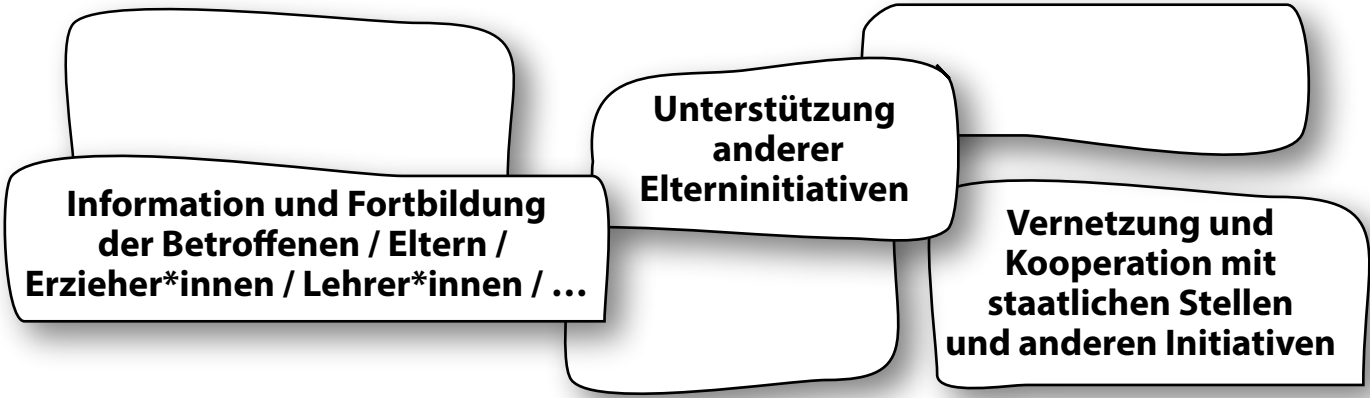 Information und Fortbildung
der Betroffenen / Eltern /
Erzieher*innen / Lehrer*innen / …
Unterstützung
anderer
Elterninitiativen
Vernetzung und
Kooperation mit
staatlichen Stellen
und anderen Initiativen